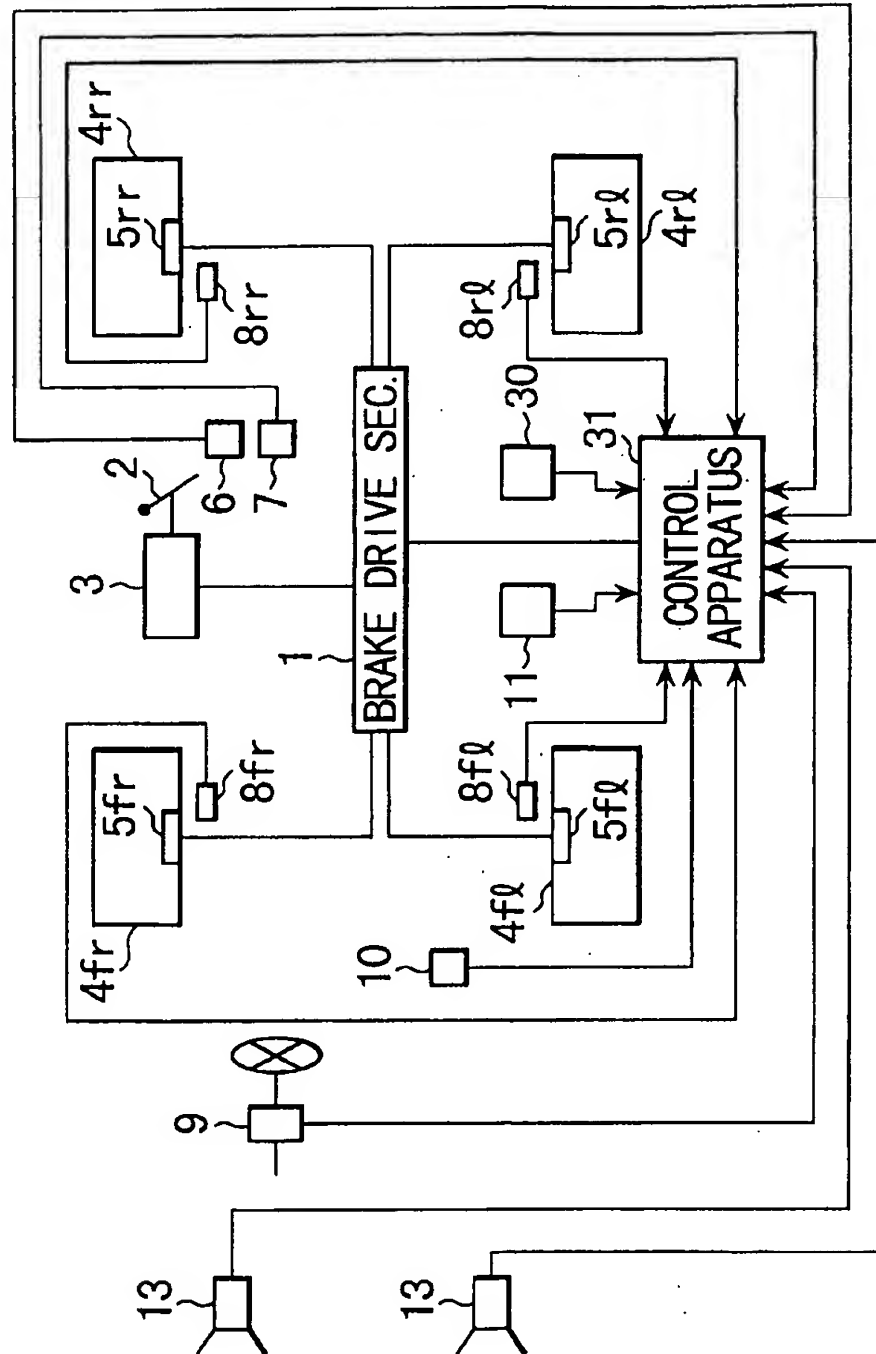 4fr
3
4rr
5fr
2
5rr
13
9
6
8fr
8rr
7
1
BRAKE DRIVE SEC.
10
13
8fℓ
8rℓ
4fℓ
11
30
5fℓ
31
5rℓ
4rℓ
CONTROL
APPARATUS